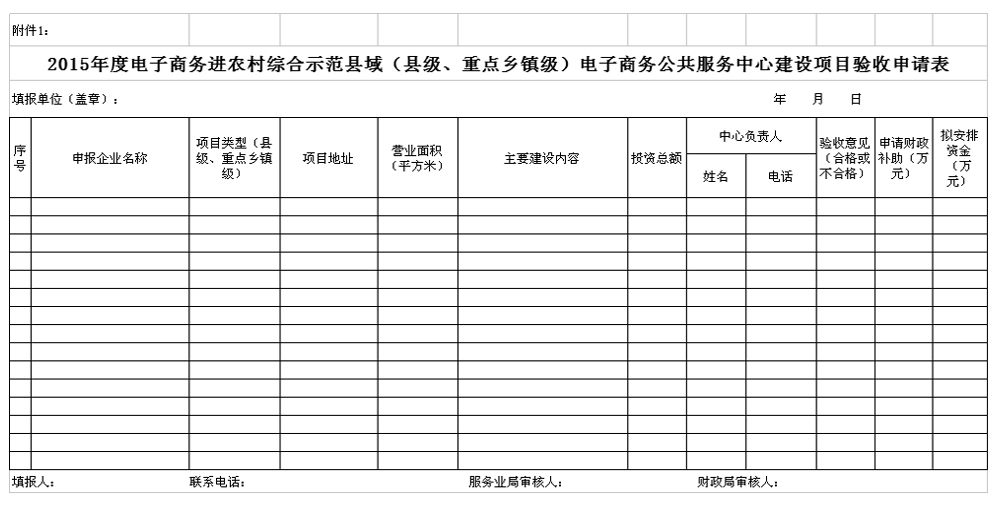 附件1：
2015年度电子商务进农村综合示范县域（县级、重点乡镇级）电子商务公共服务中心建设项目验收申请表
填报单位（盖章）： 年 月 日
序号 申报企业名称 项目类型（县级、重点乡镇级） 项目地址 营业面积（平方米） 主要建设内容 投资总额 中心负责人 验收意见（合格或不合格） 申请财政补助（万元） 拟安排资金（万元）
姓名 电话
填报人： 联系电话： 服务业局审核人： 财政局审核人：